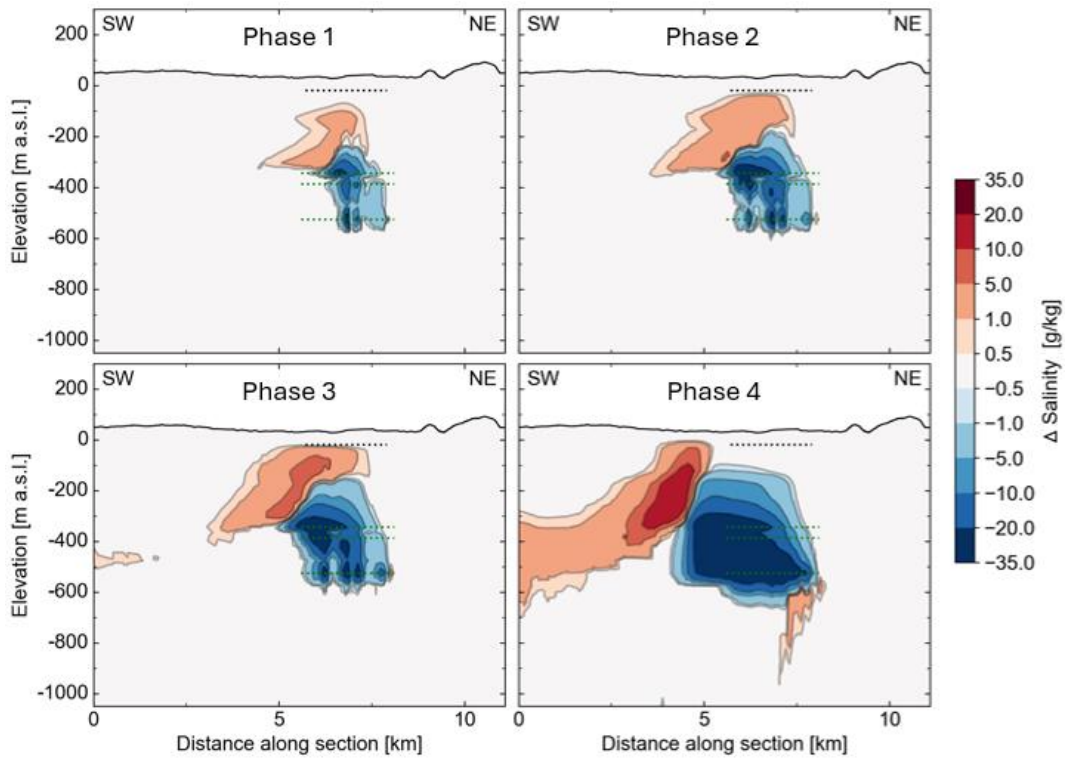 SW Phase 1 NE
SW Phase 2 NE
200
0
-200
-400
-600
-800
-1000
Elevation [m a.s.l.]
SW Phase 3 NE
SW Phase 4 NE
200
0
-200
-400
-600
-800
-1000
Elevation [m a.s.l.]
0 5 10
0 5 10
Distance along section [km]
Distance along section [km]
35.0
20.0
10.0
5.0
1.0
0.5
−0.5
−1.0
−5.0
−10.0
−20.0
−35.0
Δ Salinity [g/kg]